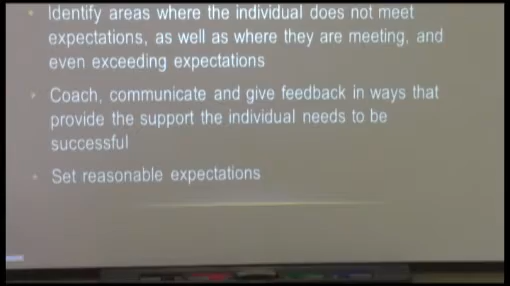 • Identify areas where the individual does not meet
expectations, as well as where they are meeting, and
even exceeding expectations
• Coach, communicate and give feedback in ways that
provide the support the individual needs to be
successful
• Set reasonable expectations